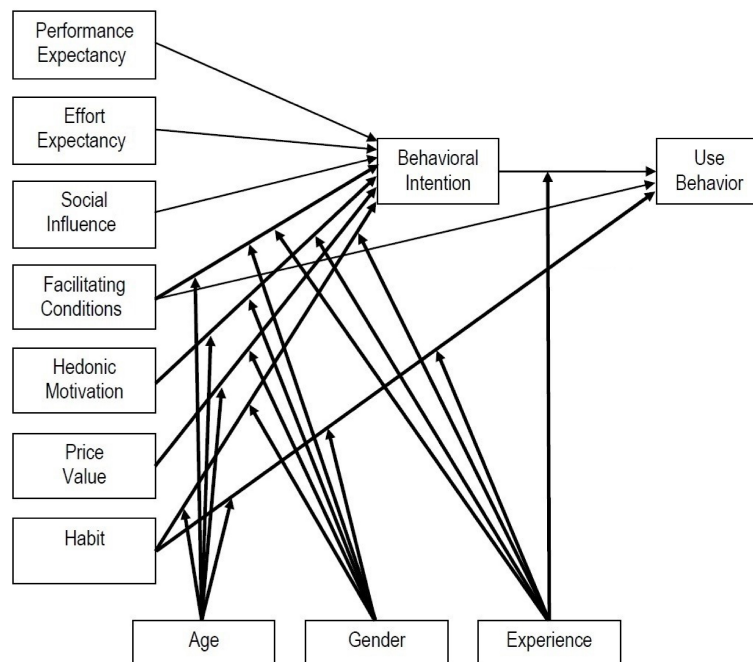 Performance
Expectancy
Effort
Expectancy
Social
Influence
Facilitating
Conditions
Hedonic
Motivation
Price
Value
Habit
Behavioral
Intention
Use
Behavior
Age
Gender
Experience